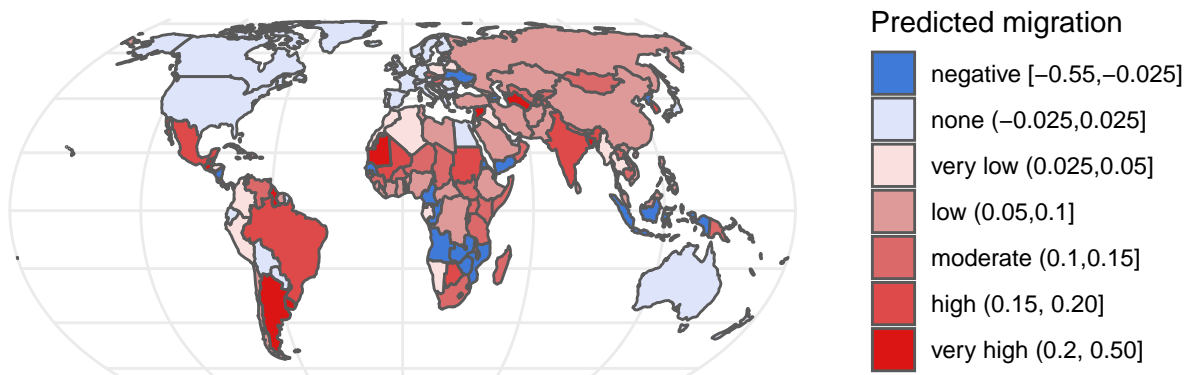 Predicted migration
negative [−0.55,−0.025]
none (−0.025,0.025]
very low (0.025,0.05]
low (0.05,0.1]
moderate (0.1,0.15]
high (0.15, 0.20]
very high (0.2, 0.50]